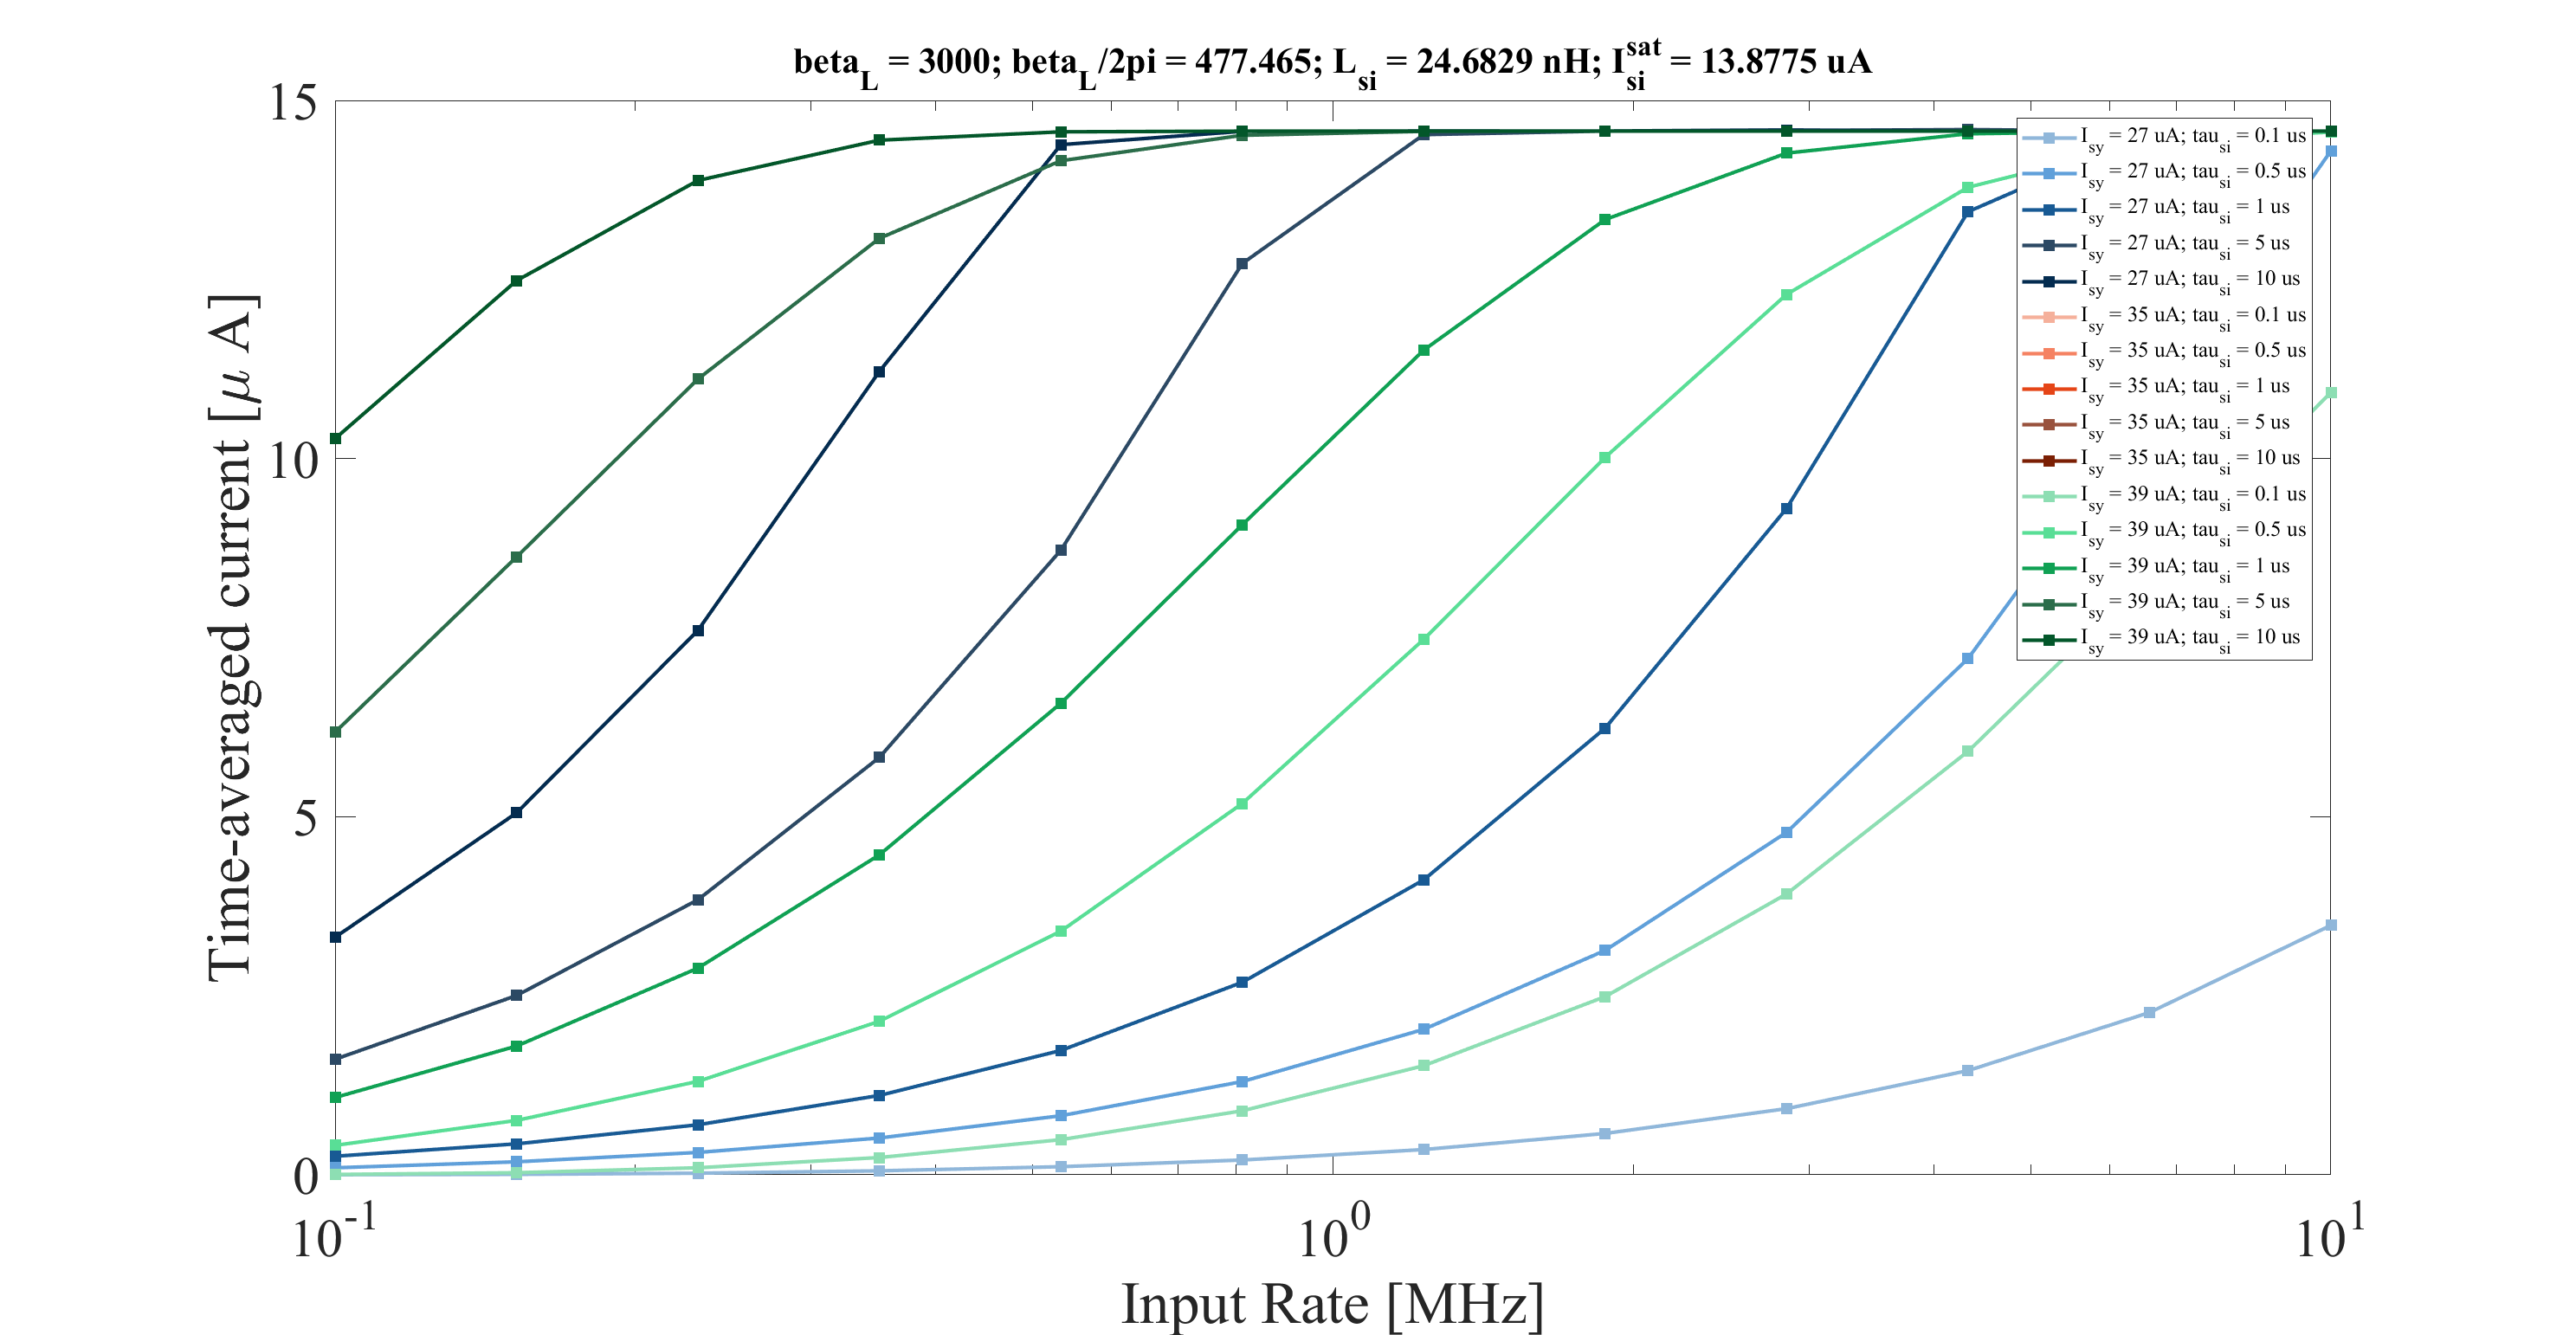 beta_L = 3000; beta_L/2pi = 477.465; L_si = 24.6829 nH; I_si^sat = 13.8775 uA
15
10
5
0
Time-averaged current [μ A]
I_sy = 27 uA; tau_si = 0.1 us
I_sy = 27 uA; tau_si = 0.5 us
I_sy = 27 uA; tau_si = 1 us
I_sy = 27 uA; tau_si = 5 us
I_sy = 27 uA; tau_si = 10 us
I_sy = 35 uA; tau_si = 0.1 us
I_sy = 35 uA; tau_si = 0.5 us
I_sy = 35 uA; tau_si = 1 us
I_sy = 35 uA; tau_si = 5 us
I_sy = 35 uA; tau_si = 10 us
I_sy = 39 uA; tau_si = 0.1 us
I_sy = 39 uA; tau_si = 0.5 us
I_sy = 39 uA; tau_si = 1 us
I_sy = 39 uA; tau_si = 5 us
I_sy = 39 uA; tau_si = 10 us
10^-1 10^0 10^1
Input Rate [MHz]